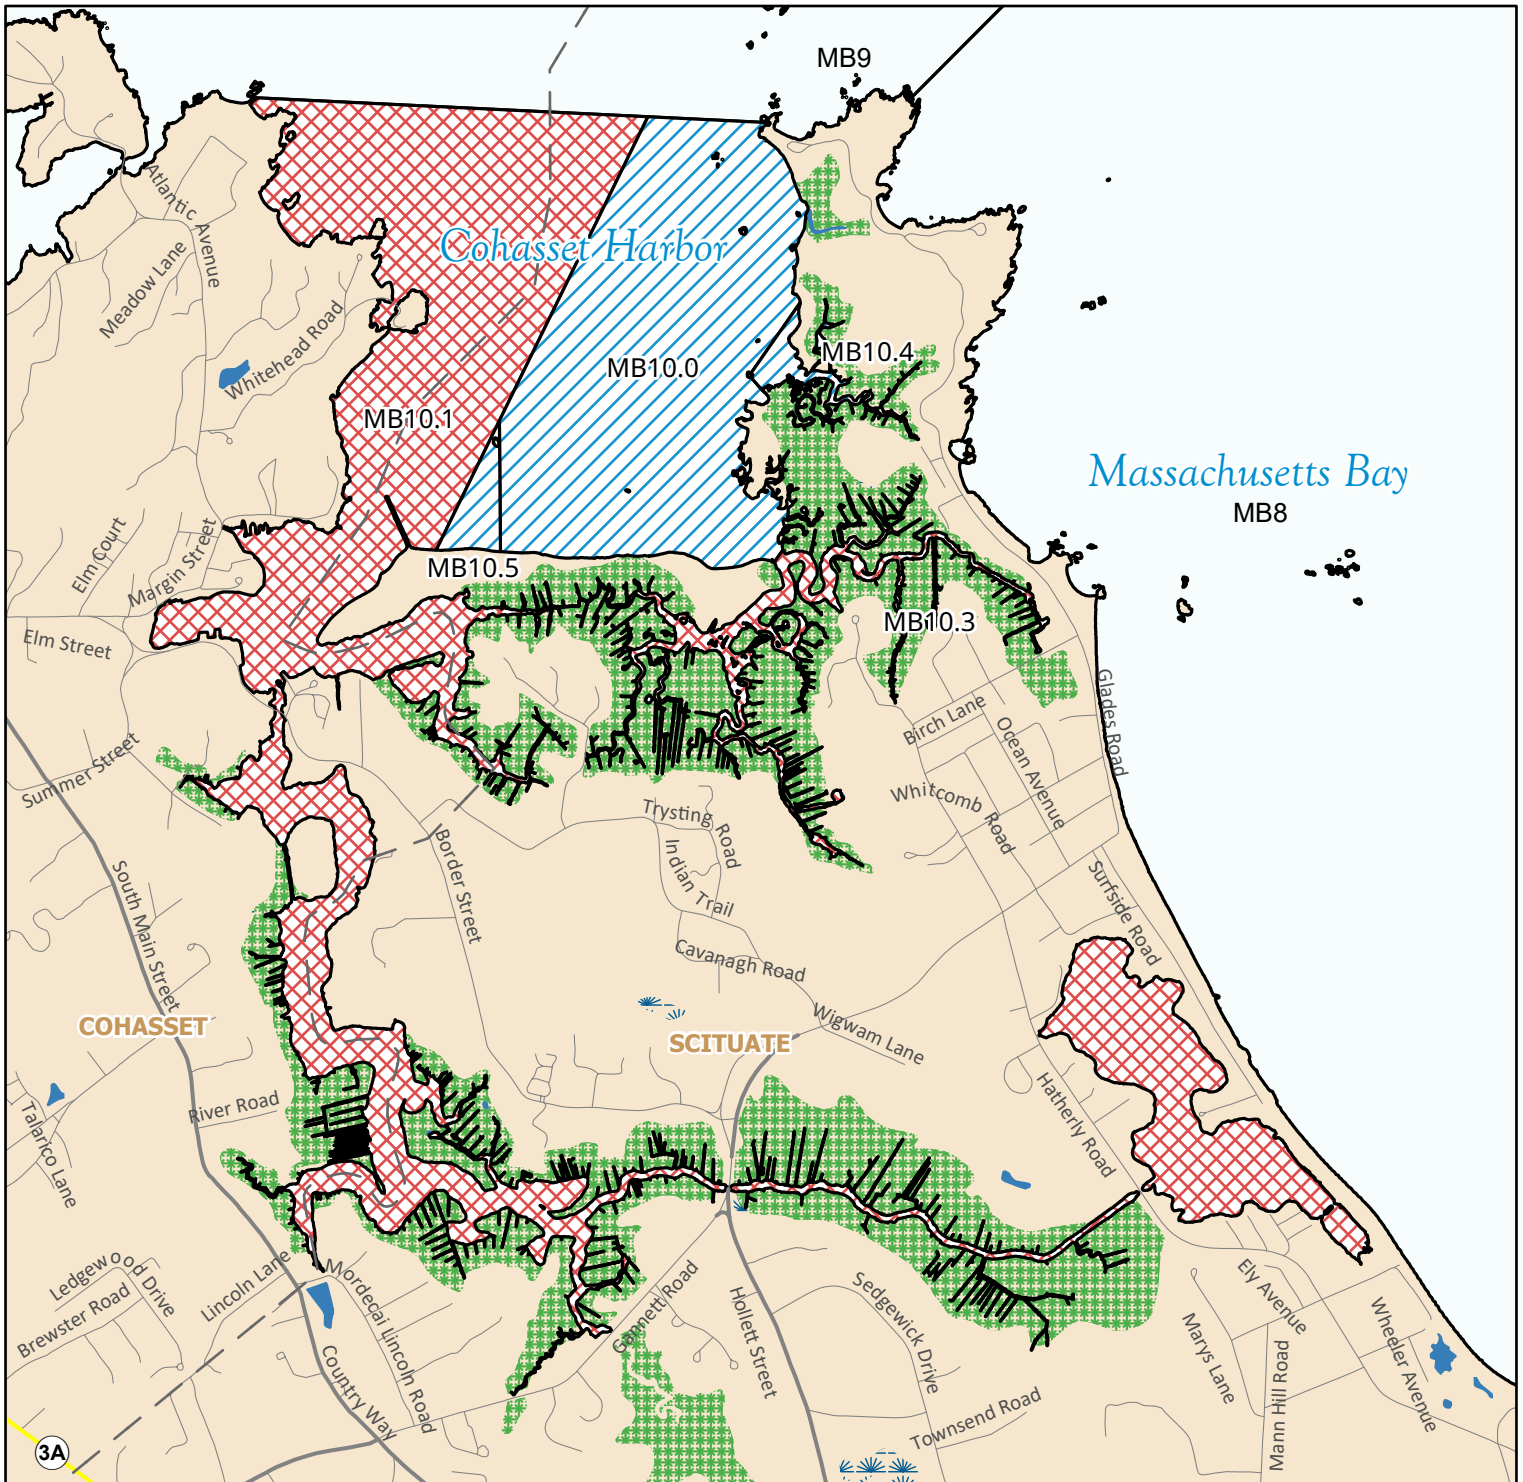 MB9
Atlantic Avenue
Meadow Lane
Cohasset Harbor
Whitehead Road
MB10.0
MB10.4
MB10.1
Massachusetts Bay
MB8
Elm Court
Margin Street
MB10.5
MB10.3
Elm Street
Glades Road
Birch Lane
Ocean Avenue
Summer Street
Whitcomb Road
Trysting Road
Border Street
Indian Trail
South Main Street
Surfside Road
Cavanagh Road
Wigwam Lane
COHASSET
SCITUATE
Hatherly Road
River Road
Talarico Lane
Ledgewood Drive
Lincoln Lane
Mordecai Lincoln Road
Brewster Road
Gannett Road
Hollett Street
Sedgewick Drive
Ely Avenue
Wheeler Avenue
Marys Lane
Mann Hill Road
Country Way
Townsend Road
3A